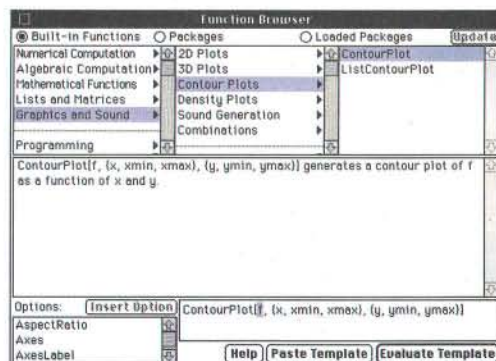 Function Browser
Built-in Functions Packages Loaded Packages Update
Numerical Computation 2D Plots ContourPlot
Algebraic Computation 3D Plots ListContourPlot
Mathematical Functions Contour Plots
Lists and Matrices Density Plots
Graphics and Sound Sound Generation
Combinations
Programming
ContourPlot[f, {x, xmin, xmax}, {y, ymin, ymax}] generates a contour plot of f
as a function of x and y.
Options: Insert Option ContourPlot[f, {x, xmin, xmax}, {y, ymin, ymax}]
AspectRatio
Axes
AxesLabel Help Paste Template Evaluate Template